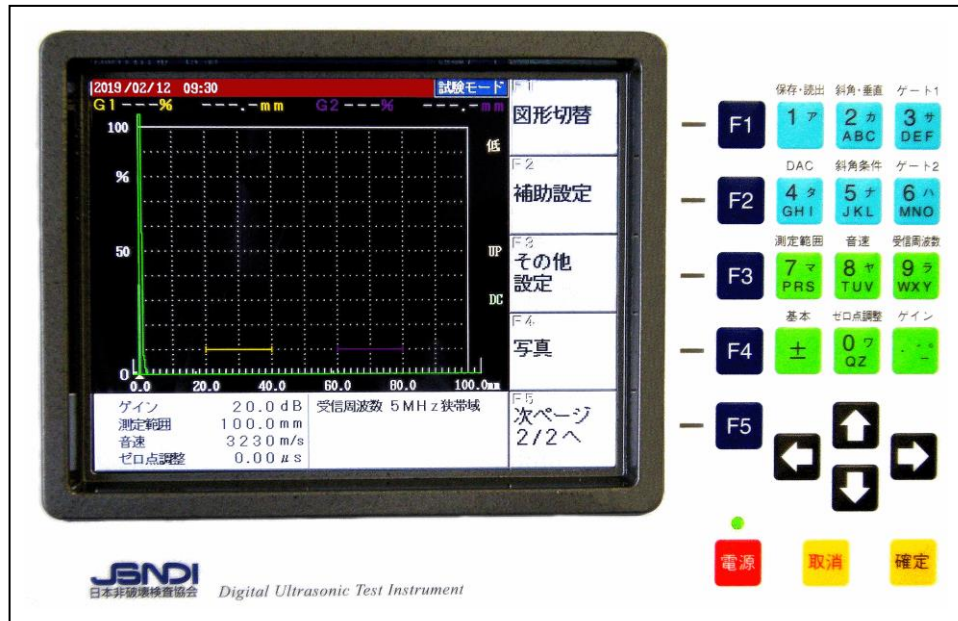 2019/02/12 09:30 試験モード
G1 ---% ---.-mm G2 ---% ---.-mm
100
96
50
0
低
UP
DC
0.0 20.0 40.0 60.0 80.0 100.0mm
ゲイン 20.0dB
測定範囲 100.0mm
音速 3230m/s
ゼロ点調整 0.00μs
受信周波数 5MHz狭帯域
F1
図形切替
F2
補助設定
F3
その他
設定
F4
写真
F5
次ページ
2/2へ
F1
F2
F3
F4
F5
保存・読出 斜角・垂直 ゲート1
1 ア 2 カ 3 サ
ABC DEF
DAC 斜角条件 ゲート2
4 タ 5 ナ 6 ハ
GHI JKL MNO
測定範囲 音速 受信周波数
7 マ 8 ヤ 9 ラ
PRS TUV WXY
基本 ゼロ点調整 ゲイン
± 0 ワ . ゛゜
QZ −
電源 取消 確定
JSNDI
日本非破壊検査協会
Digital Ultrasonic Test Instrument